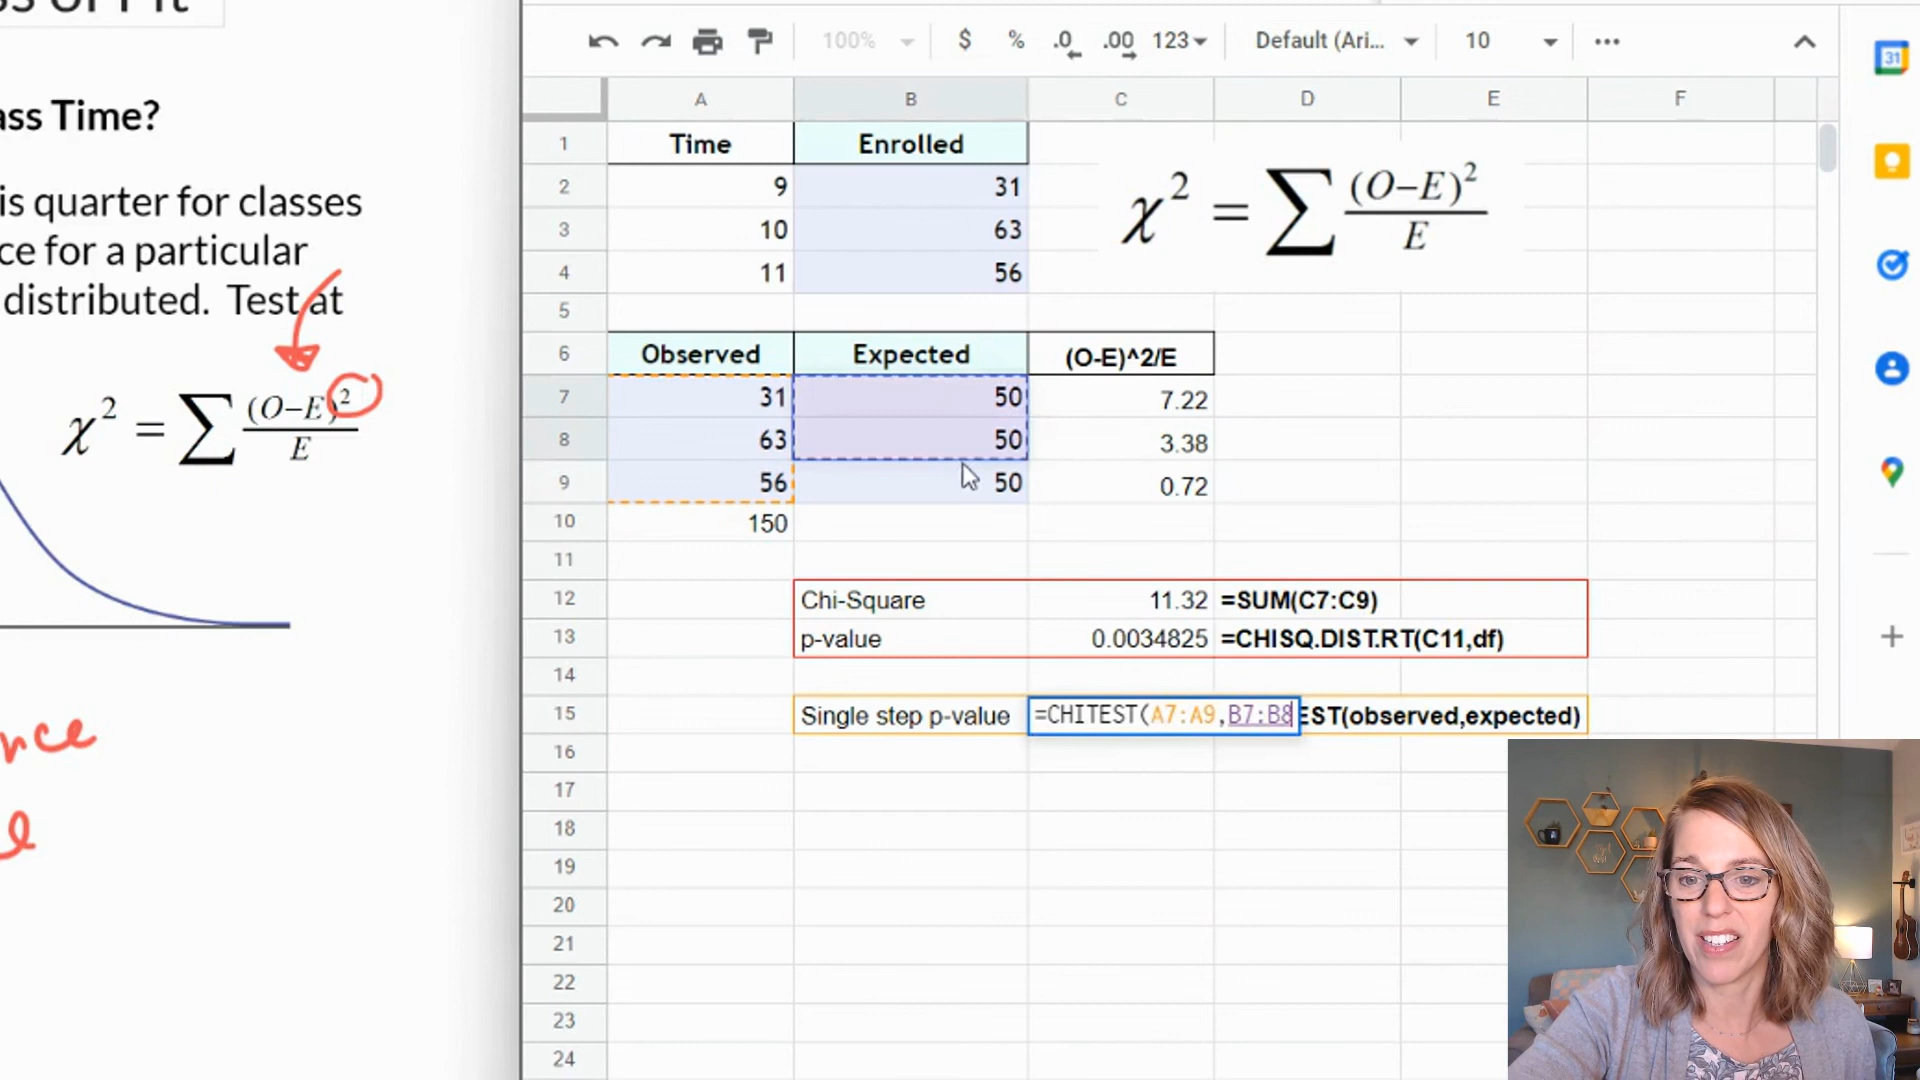 ass Time?
is quarter for classes
ce for a particular
distributed. Test at
χ² = ∑ (O−E)² / E
nce
100% $ % .0 .00 123 Default (Ari... 10 ...
31
A B C D E F
1 Time Enrolled
2 9 31
3 10 63
4 11 56
χ² = ∑ (O−E)² / E
5
6 Observed Expected (O-E)^2/E
7 31 50 7.22
8 63 50 3.38
9 56 50 0.72
10 150
11
12 Chi-Square 11.32 =SUM(C7:C9)
13 p-value 0.0034825 =CHISQ.DIST.RT(C11,df)
14
15 Single step p-value =CHITEST(A7:A9,B7:B8 EST(observed,expected)
16
17
18
19
20
21
22
23
24